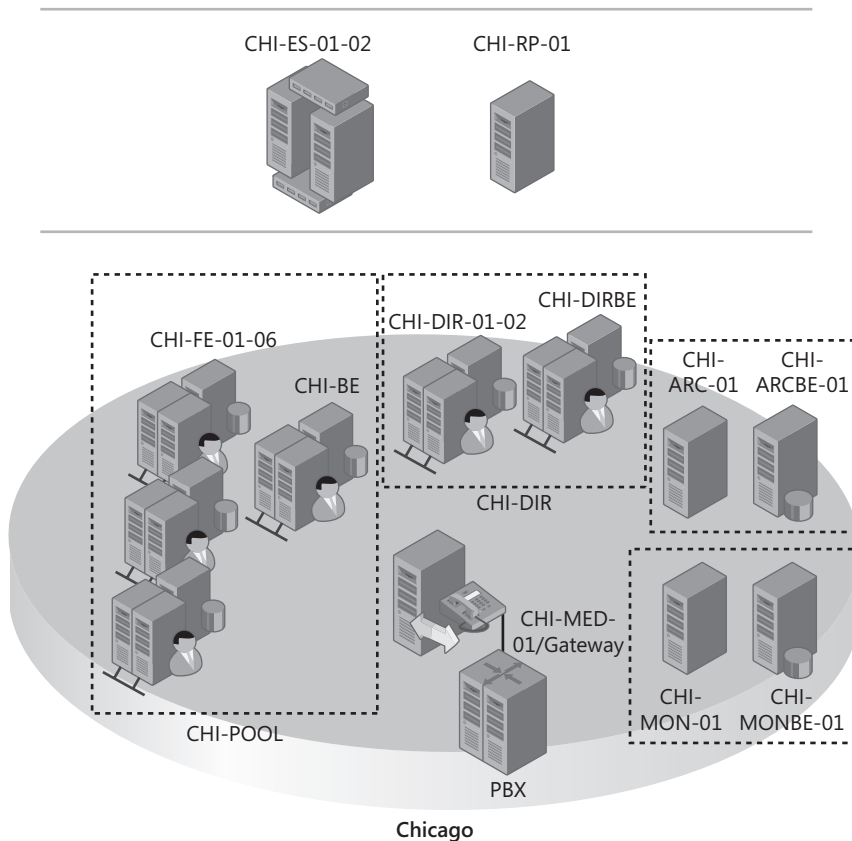 CHI-ES-01-02
CHI-RP-01
CHI-FE-01-06
CHI-BE
CHI-POOL
CHI-DIR-01-02
CHI-DIRBE
CHI-DIR
CHI-
ARC-01
CHI-
ARCBE-01
CHI-MED-
01/Gateway
PBX
CHI-
MON-01
CHI-
MONBE-01
Chicago